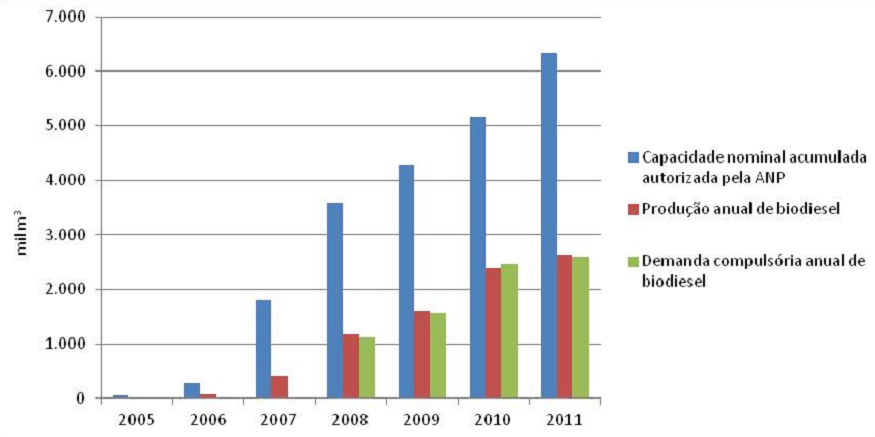 7.000
6.000
5.000
4.000
3.000
2.000
1.000
0
mil m³
2005 2006 2007 2008 2009 2010 2011
Capacidade nominal acumulada
autorizada pela ANP
Produção anual de biodiesel
Demanda compulsória anual de
biodiesel